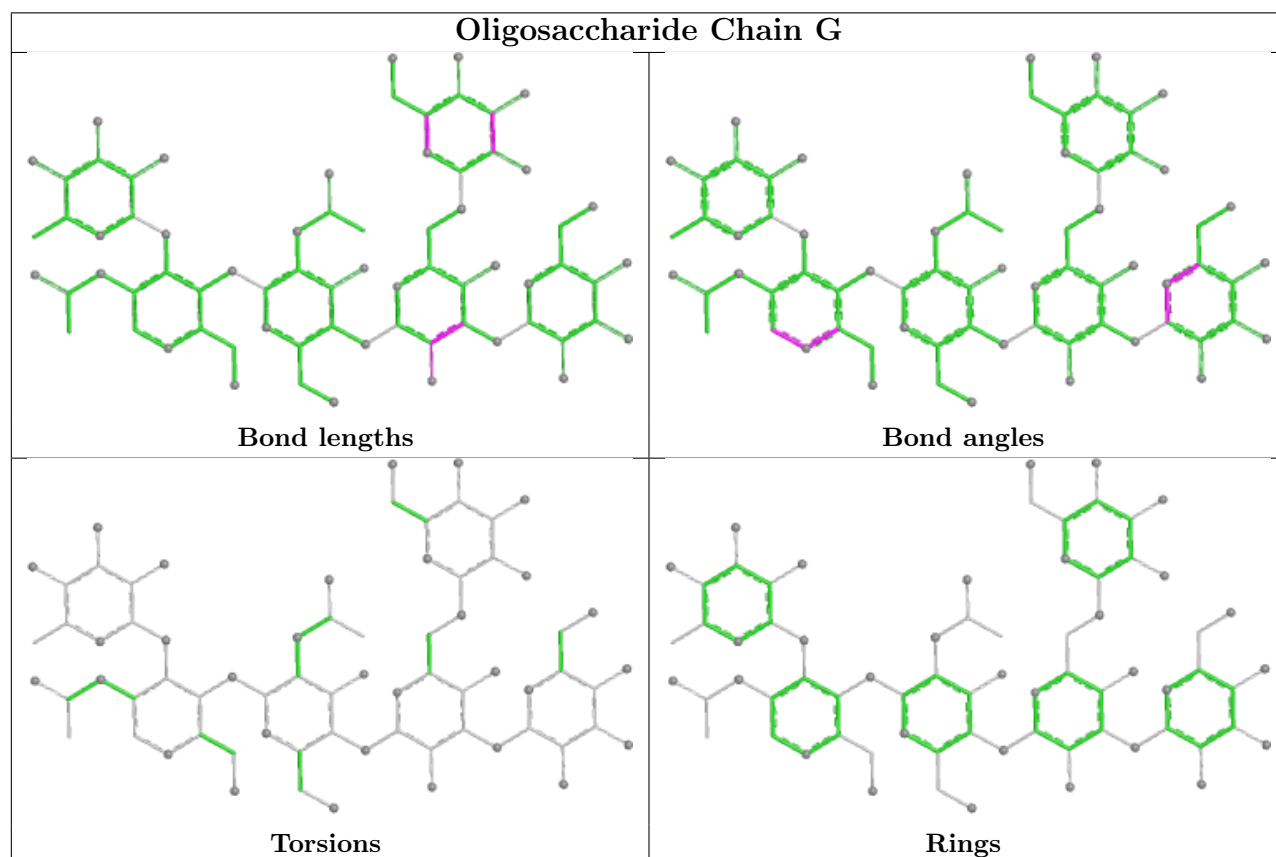 Oligosaccharide Chain G
Bond lengths
Bond angles
Torsions
Rings